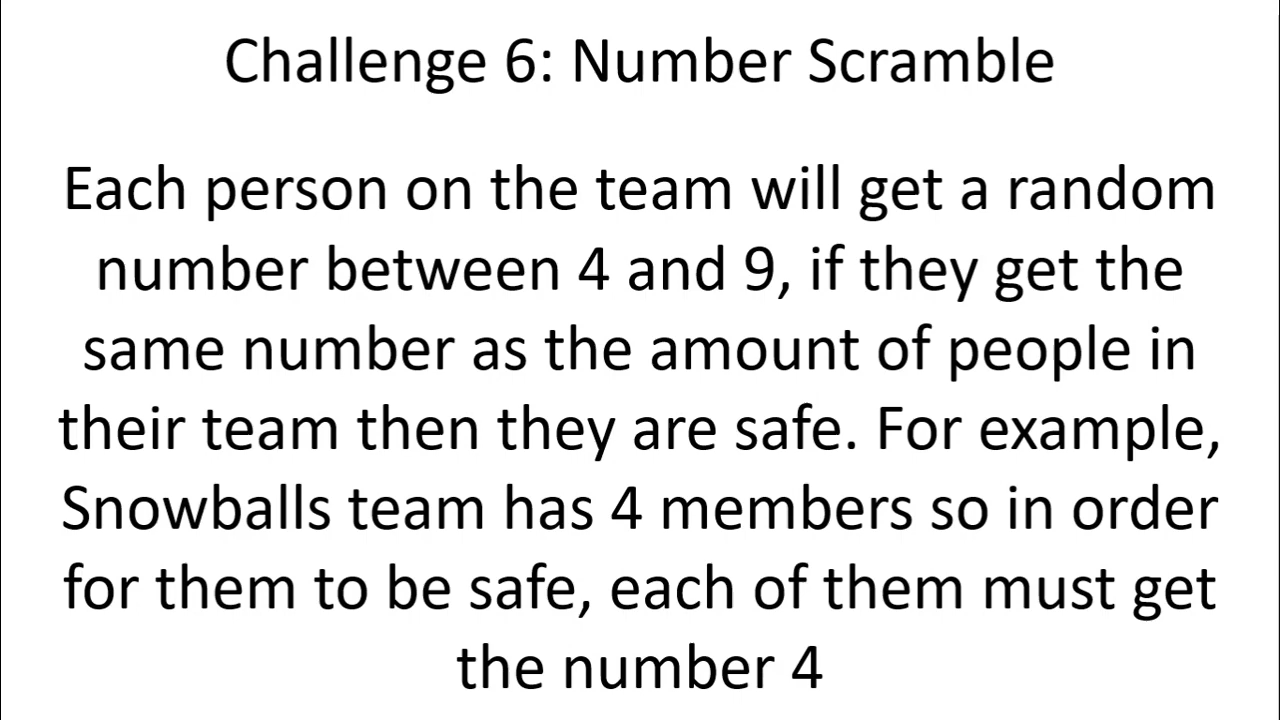 Challenge 6: Number Scramble
Each person on the team will get a random
number between 4 and 9, if they get the
same number as the amount of people in
their team then they are safe. For example,
Snowballs team has 4 members so in order
for them to be safe, each of them must get
the number 4